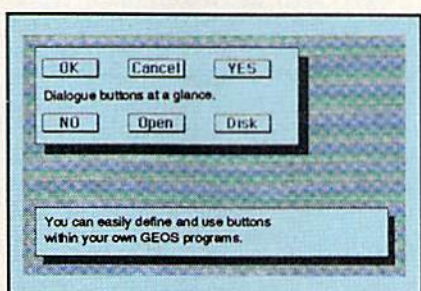 OK Cancel YES
Dialogue buttons at a glance.
NO Open Disk
You can easily define and use buttons
within your own GEOS programs.